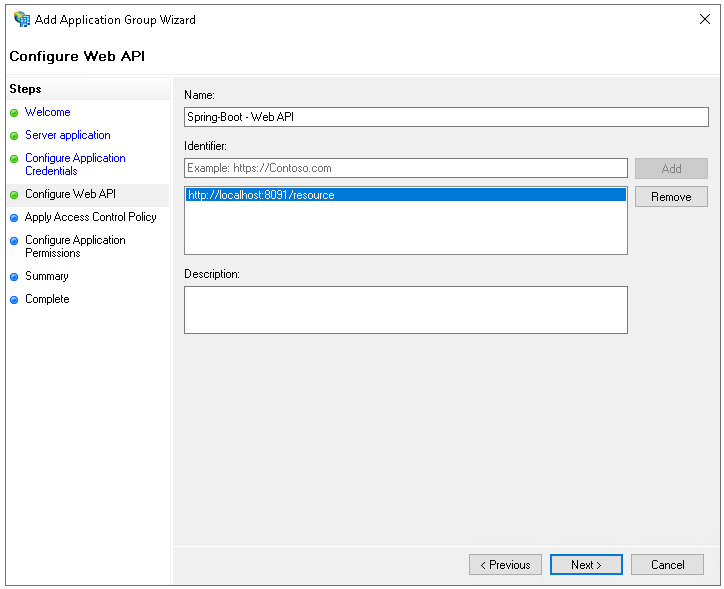 Add Application Group Wizard
Configure Web API
Steps
Welcome
Server application
Configure Application
Credentials
Configure Web API
Apply Access Control Policy
Configure Application
Permissions
Summary
Complete
Name:
Spring-Boot - Web API
Identifier:
Example: https://Contoso.com
Add
http://localhost:8091/resource
Remove
Description:
< Previous
Next >
Cancel